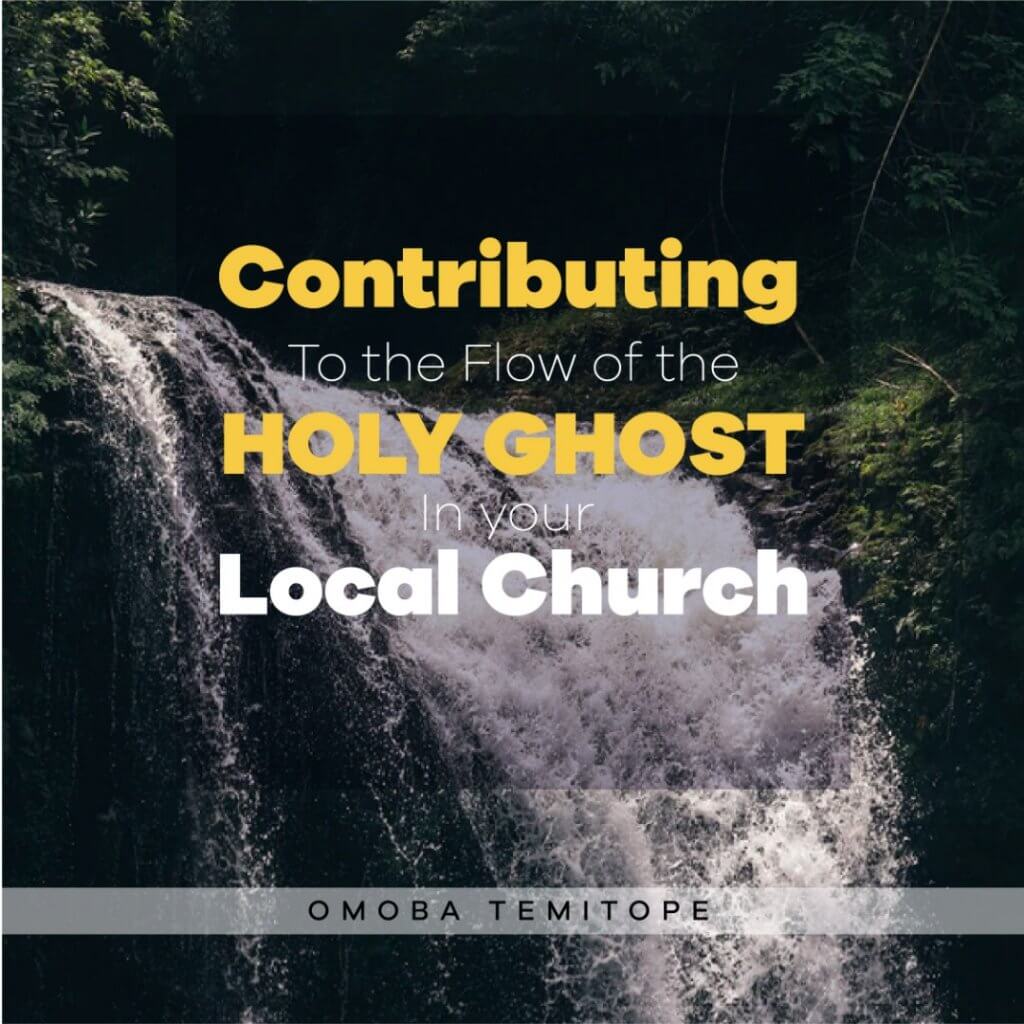 Contributing
To the Flow of the
HOLY GHOST
In your
Local Church
OMOBA TEMITOPE